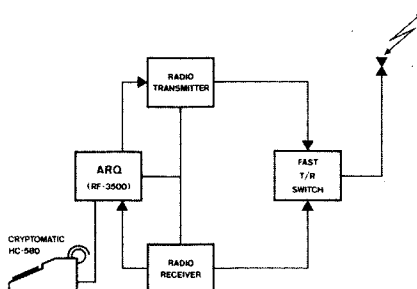 RADIO
TRANSMITTER
ARQ
(RF-3500)
FAST
T/R
SWITCH
CRYPTOMATIC
HC-580
RADIO
RECEIVER